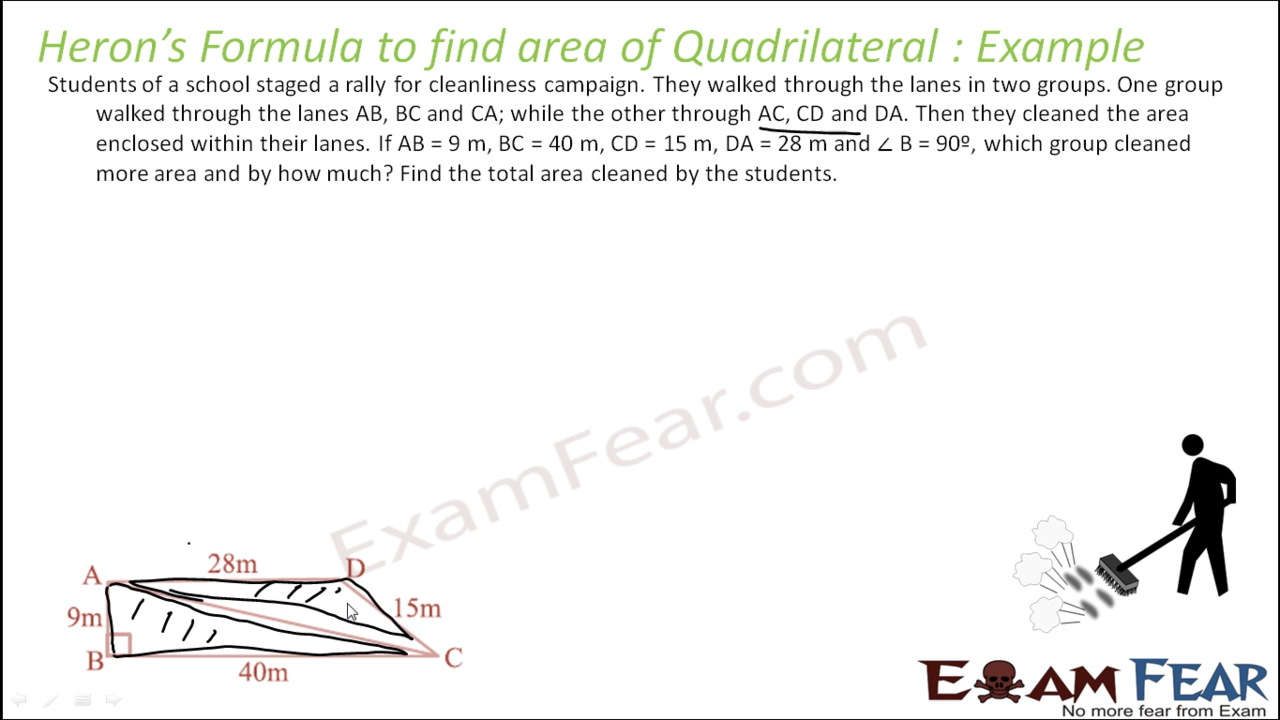 Heron's Formula to find area of Quadrilateral : Example
Students of a school staged a rally for cleanliness campaign. They walked through the lanes in two groups. One group
walked through the lanes AB, BC and CA; while the other through AC, CD and DA. Then they cleaned the area
enclosed within their lanes. If AB = 9 m, BC = 40 m, CD = 15 m, DA = 28 m and ∠ B = 90º, which group cleaned
more area and by how much? Find the total area cleaned by the students.
ExamFear.com
28m
A
D
9m
15m
B
C
40m
EXAM FEAR
No more fear from Exam